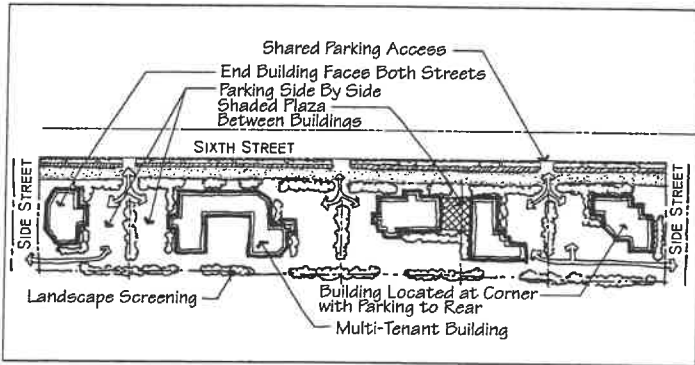 Shared Parking Access
End Building Faces Both Streets
Parking Side By Side
Shaded Plaza
Between Buildings
SIXTH STREET
SIDE STREET
SIDE STREET
Landscape Screening
Building Located at Corner
with Parking to Rear
Multi-Tenant Building